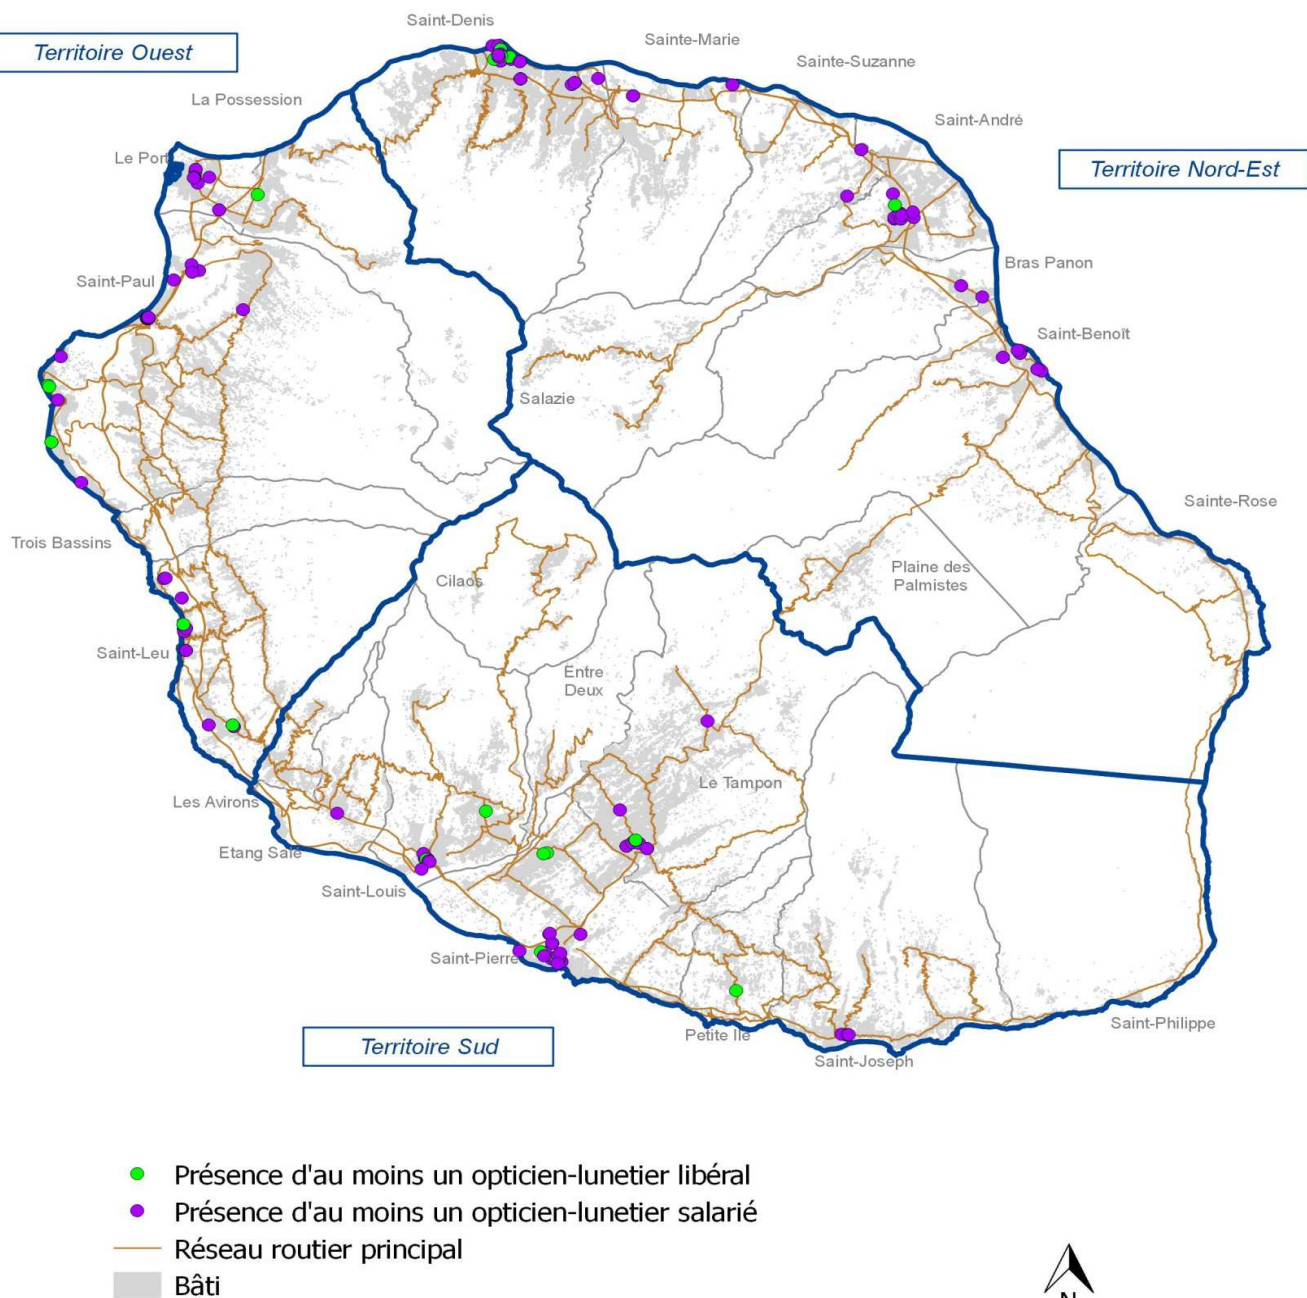 Saint-Denis
Territoire Ouest
Sainte-Marie
Sainte-Suzanne
La Possession
Saint-André
Le Port
Territoire Nord-Est
Bras Panon
Saint-Paul
Saint-Benoît
Salazie
Sainte-Rose
Trois Bassins
Plaine des
Palmistes
Cilaos
Saint-Leu
Entre
Deux
Le Tampon
Les Avirons
Etang Salé
Saint-Louis
Saint-Pierre
Saint-Philippe
Petite Ile
Territoire Sud
Saint-Joseph
Présence d'au moins un opticien-lunetier libéral
Présence d'au moins un opticien-lunetier salarié
Réseau routier principal
Bâti
N